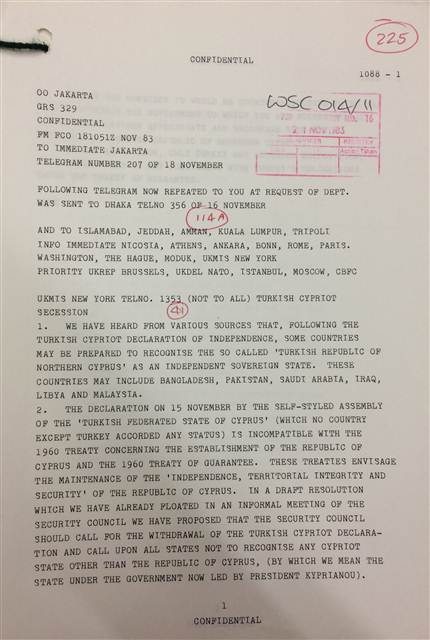 225
CONFIDENTIAL
1088 - 1
OO JAKARTA
GRS 329
CONFIDENTIAL
FM FCO 181051Z NOV 83
TO IMMEDIATE JAKARTA
TELEGRAM NUMBER 207 OF 18 NOVEMBER
WSC 014/11
NO. 16
21 NOV 1983
REGISTRY
Action Taken
FOLLOWING TELEGRAM NOW REPEATED TO YOU AT REQUEST OF DEPT.
WAS SENT TO DHAKA TELNO 356 OF 16 NOVEMBER
114A
AND TO ISLAMABAD, JEDDAH, AMMAN, KUALA LUMPUR, TRIPOLI
INFO IMMEDIATE NICOSIA, ATHENS, ANKARA, BONN, ROME, PARIS.
WASHINGTON, THE HAGUE, MODUK, UKMIS NEW YORK
PRIORITY UKREP BRUSSELS, UKDEL NATO, ISTANBUL, MOSCOW, CBFC
UKMIS NEW YORK TELNO. 1353 (NOT TO ALL) TURKISH CYPRIOT
SECESSION
41
1. WE HAVE HEARD FROM VARIOUS SOURCES THAT, FOLLOWING THE
TURKISH CYPRIOT DECLARATION OF INDEPENDENCE, SOME COUNTRIES
MAY BE PREPARED TO RECOGNISE THE SO CALLED 'TURKISH REPUBLIC OF
NORTHERN CYPRUS' AS AN INDEPENDENT SOVEREIGN STATE. THESE
COUNTRIES MAY INCLUDE BANGLADESH, PAKISTAN, SAUDI ARABIA, IRAQ,
LIBYA AND MALAYSIA.
2. THE DECLARATION ON 15 NOVEMBER BY THE SELF-STYLED ASSEMBLY
OF THE 'TURKISH FEDERATED STATE OF CYPRUS' (WHICH NO COUNTRY
EXCEPT TURKEY ACCORDED ANY STATUS) IS INCOMPATIBLE WITH THE
1960 TREATY CONCERNING THE ESTABLISHMENT OF THE REPUBLIC OF
CYPRUS AND THE 1960 TREATY OF GUARANTEE. THESE TREATIES ENVISAGE
THE MAINTENANCE OF THE 'INDEPENDENCE, TERRITORIAL INTEGRITY AND
SECURITY' OF THE REPUBLIC OF CYPRUS. IN A DRAFT RESOLUTION
WHICH WE HAVE ALREADY FLOATED IN AN INFORMAL MEETING OF THE
SECURITY COUNCIL WE HAVE PROPOSED THAT THE SECURITY COUNCIL
SHOULD CALL FOR THE WITHDRAWAL OF THE TURKISH CYPRIOT DECLARA-
TION AND CALL UPON ALL STATES NOT TO RECOGNISE ANY CYPRIOT
STATE OTHER THAN THE REPUBLIC OF CYPRUS, (BY WHICH WE MEAN THE
STATE UNDER THE GOVERNMENT NOW LED BY PRESIDENT KYPRIANOU).
1
CONFIDENTIAL